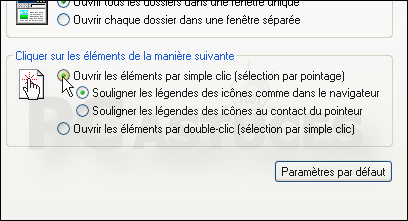 Ouvrir tous les dossiers dans une fenêtre unique
Ouvrir chaque dossier dans une fenêtre séparée
Cliquer sur les éléments de la manière suivante
Ouvrir les éléments par simple clic (sélection par pointage)
Souligner les légendes des icônes comme dans le navigateur
Souligner les légendes des icônes au contact du pointeur
Ouvrir les éléments par double-clic (sélection par simple clic)
Paramètres par défaut